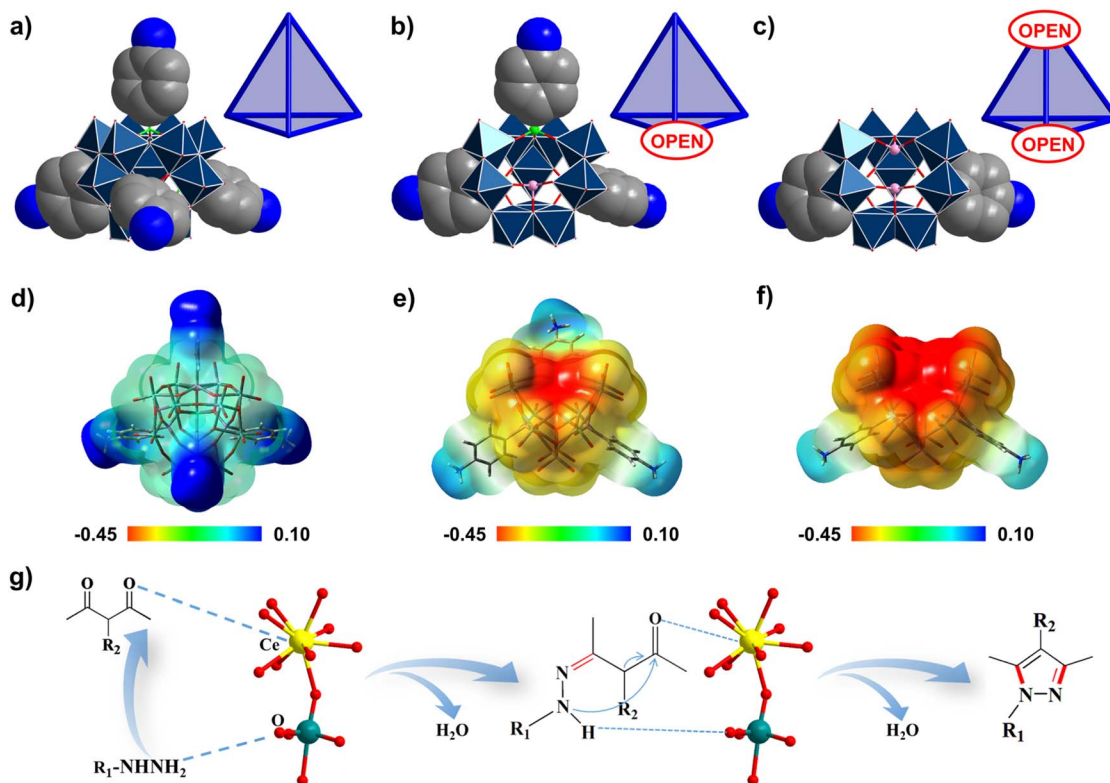 a)
b)
c)
OPEN
OPEN
OPEN
d)
e)
f)
-0.45 0.10
-0.45 0.10
-0.45 0.10
g)
O O
R2
Ce
O
R1-NHNH2
H2O
O
N
N
R1
H
R2
H2O
R2
N
N
R1